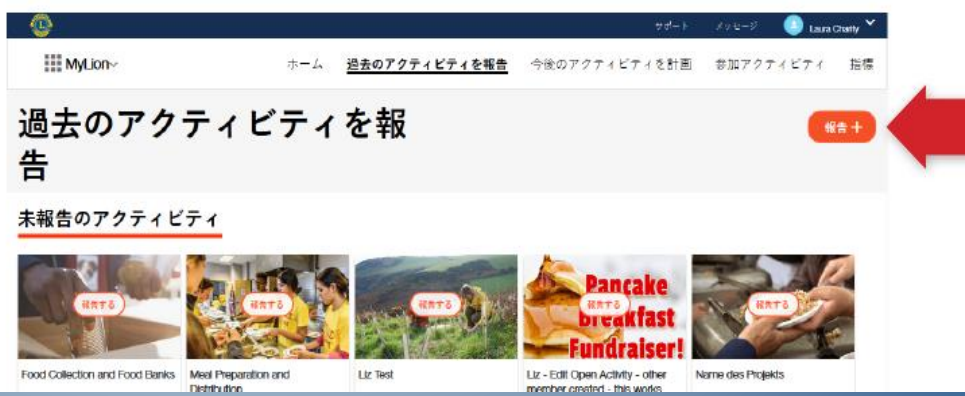 サポート メッセージ Laura Charity
MyLion ホーム 過去のアクティビティを報告 今後のアクティビティを計画 参加アクティビティ 指標
過去のアクティビティを報
告
報告 +
未報告のアクティビティ
報告する 報告する 報告する 報告する 報告する
Pancake
Breakfast
Fundraiser!
Food Collection and Food Banks Meal Preparation and Liz Test Liz - Edit Open Activity - other Name des Projekts
Distribution member created - this works